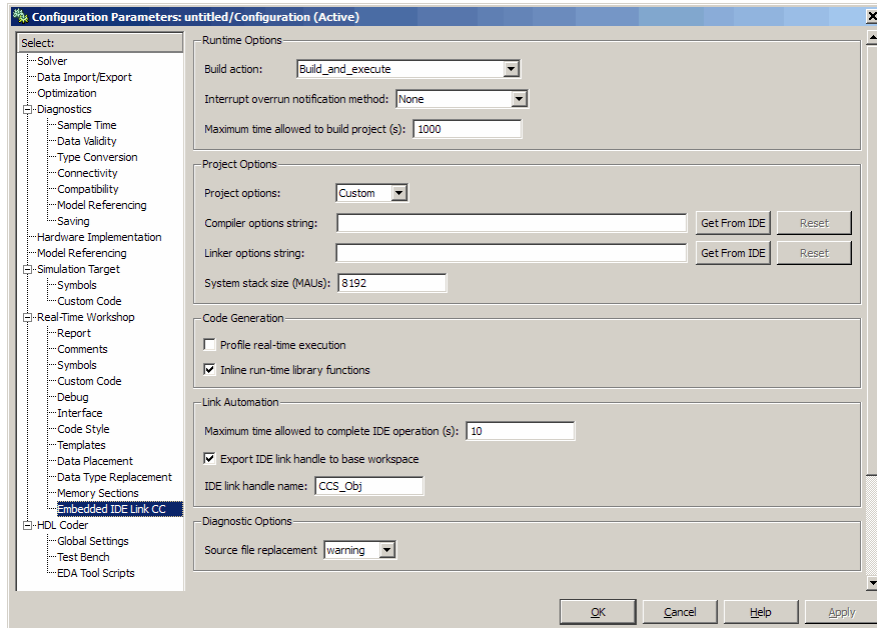 Configuration Parameters: untitled/Configuration (Active)
Select:
Solver
Data Import/Export
Optimization
Diagnostics
Sample Time
Data Validity
Type Conversion
Connectivity
Compatibility
Model Referencing
Saving
Hardware Implementation
Model Referencing
Simulation Target
Symbols
Custom Code
Real-Time Workshop
Report
Comments
Symbols
Custom Code
Debug
Interface
Code Style
Templates
Data Placement
Data Type Replacement
Memory Sections
Embedded IDE Link CC
HDL Coder
Global Settings
Test Bench
EDA Tool Scripts
Runtime Options
Build action: Build_and_execute
Interrupt overrun notification method: None
Maximum time allowed to build project (s): 1000
Project Options
Project options: Custom
Compiler options string: Get From IDE Reset
Linker options string: Get From IDE Reset
System stack size (MAUs): 8192
Code Generation
Profile real-time execution
Inline run-time library functions
Link Automation
Maximum time allowed to complete IDE operation (s): 10
Export IDE link handle to base workspace
IDE link handle name: CCS_Obj
Diagnostic Options
Source file replacement warning
OK Cancel Help Apply